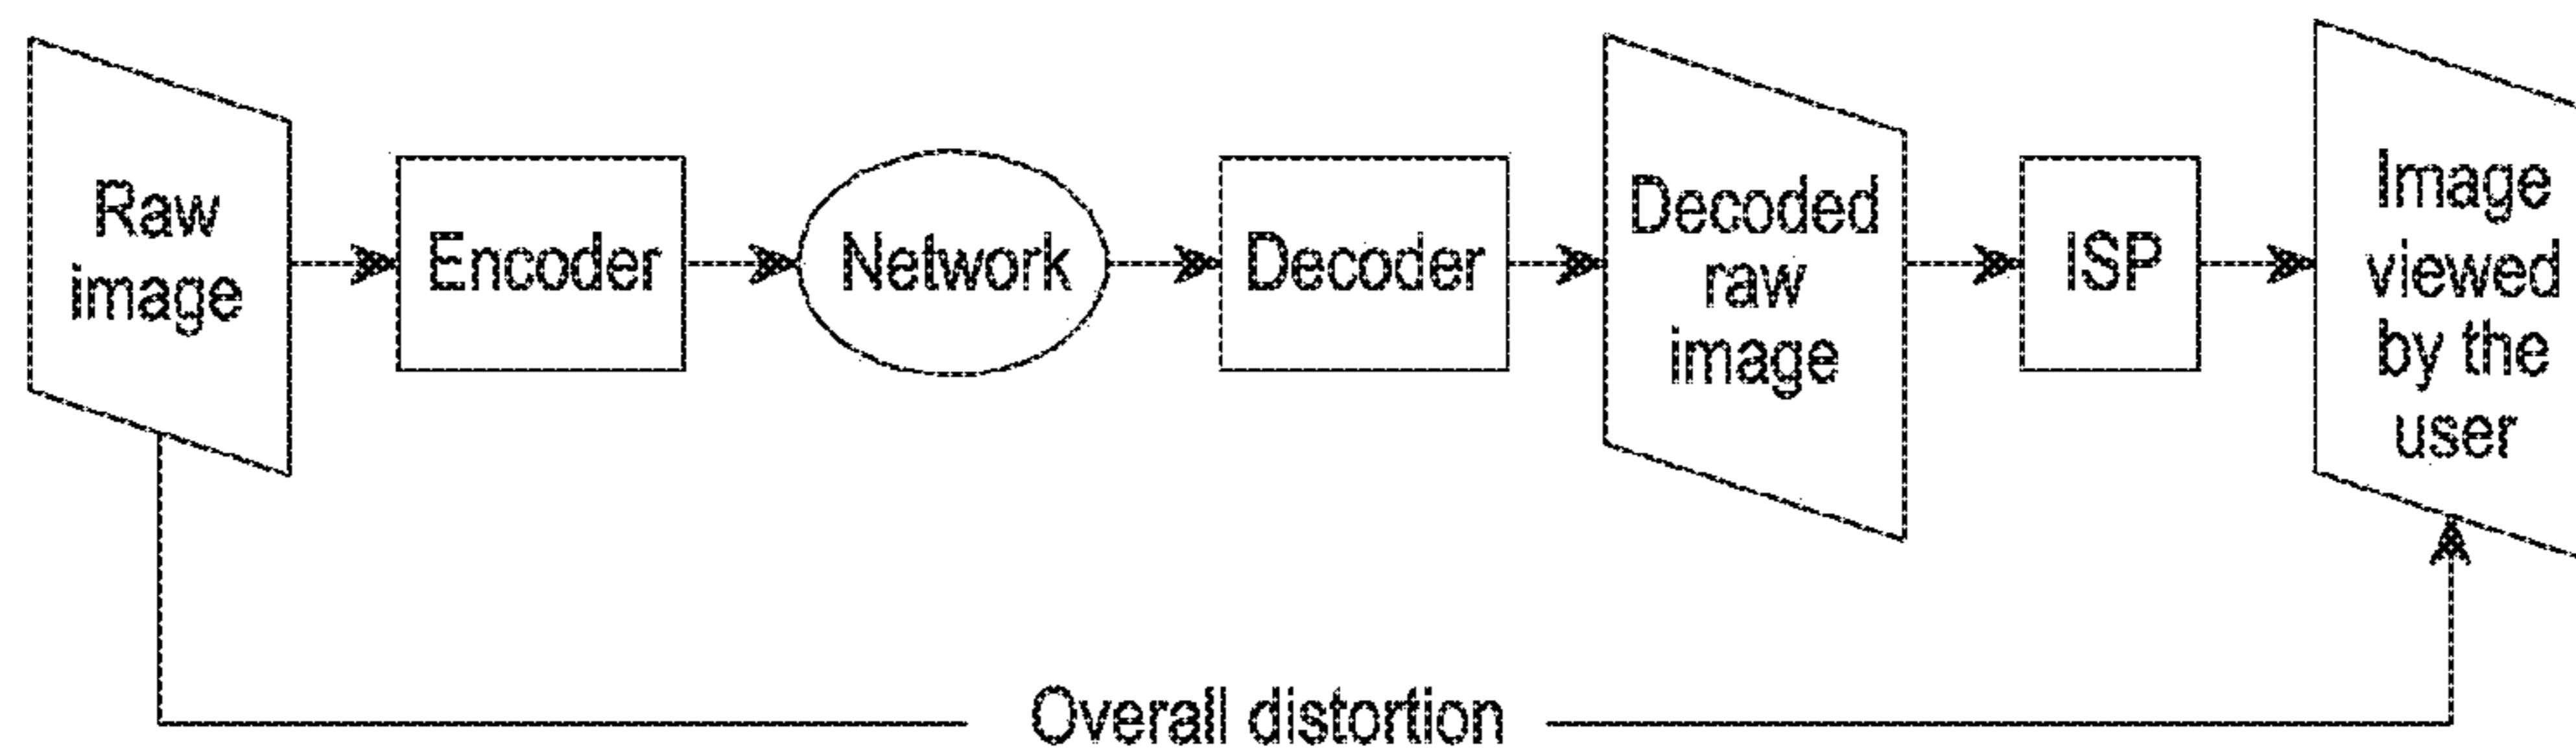 Raw
image
Encoder
Network
Decoder
Decoded
raw
image
ISP
Image
viewed
by the
user
Overall distortion